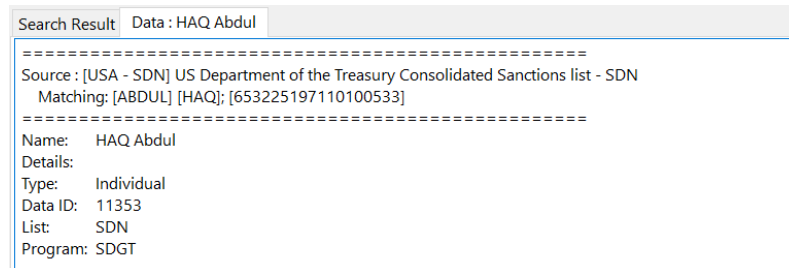 Search Result Data : HAQ Abdul
==================================================
Source : [USA - SDN] US Department of the Treasury Consolidated Sanctions list - SDN
Matching: [ABDUL] [HAQ]; [653225197110100533]
==================================================
Name: HAQ Abdul
Details:
Type: Individual
Data ID: 11353
List: SDN
Program: SDGT